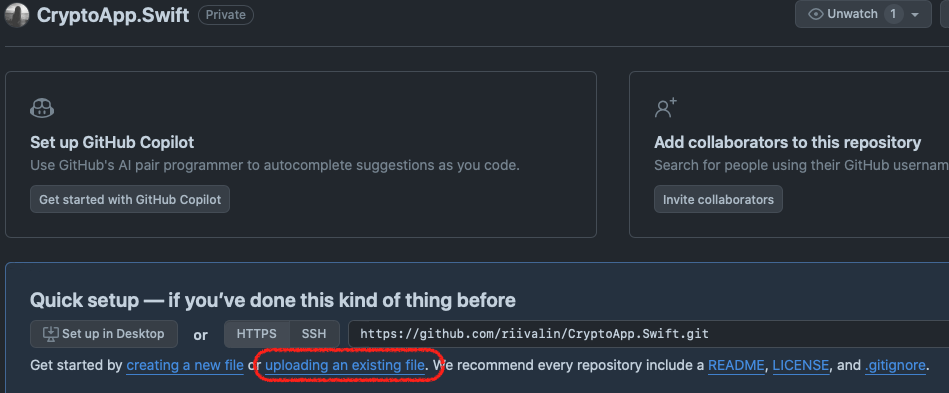 CryptoApp.Swift Private
Unwatch 1
Set up GitHub Copilot
Use GitHub's AI pair programmer to autocomplete suggestions as you code.
Get started with GitHub Copilot
Add collaborators to this repository
Search for people using their GitHub usernam
Invite collaborators
Quick setup — if you've done this kind of thing before
Set up in Desktop or HTTPS SSH https://github.com/riivalin/CryptoApp.Swift.git
Get started by creating a new file or uploading an existing file. We recommend every repository include a README, LICENSE, and .gitignore.